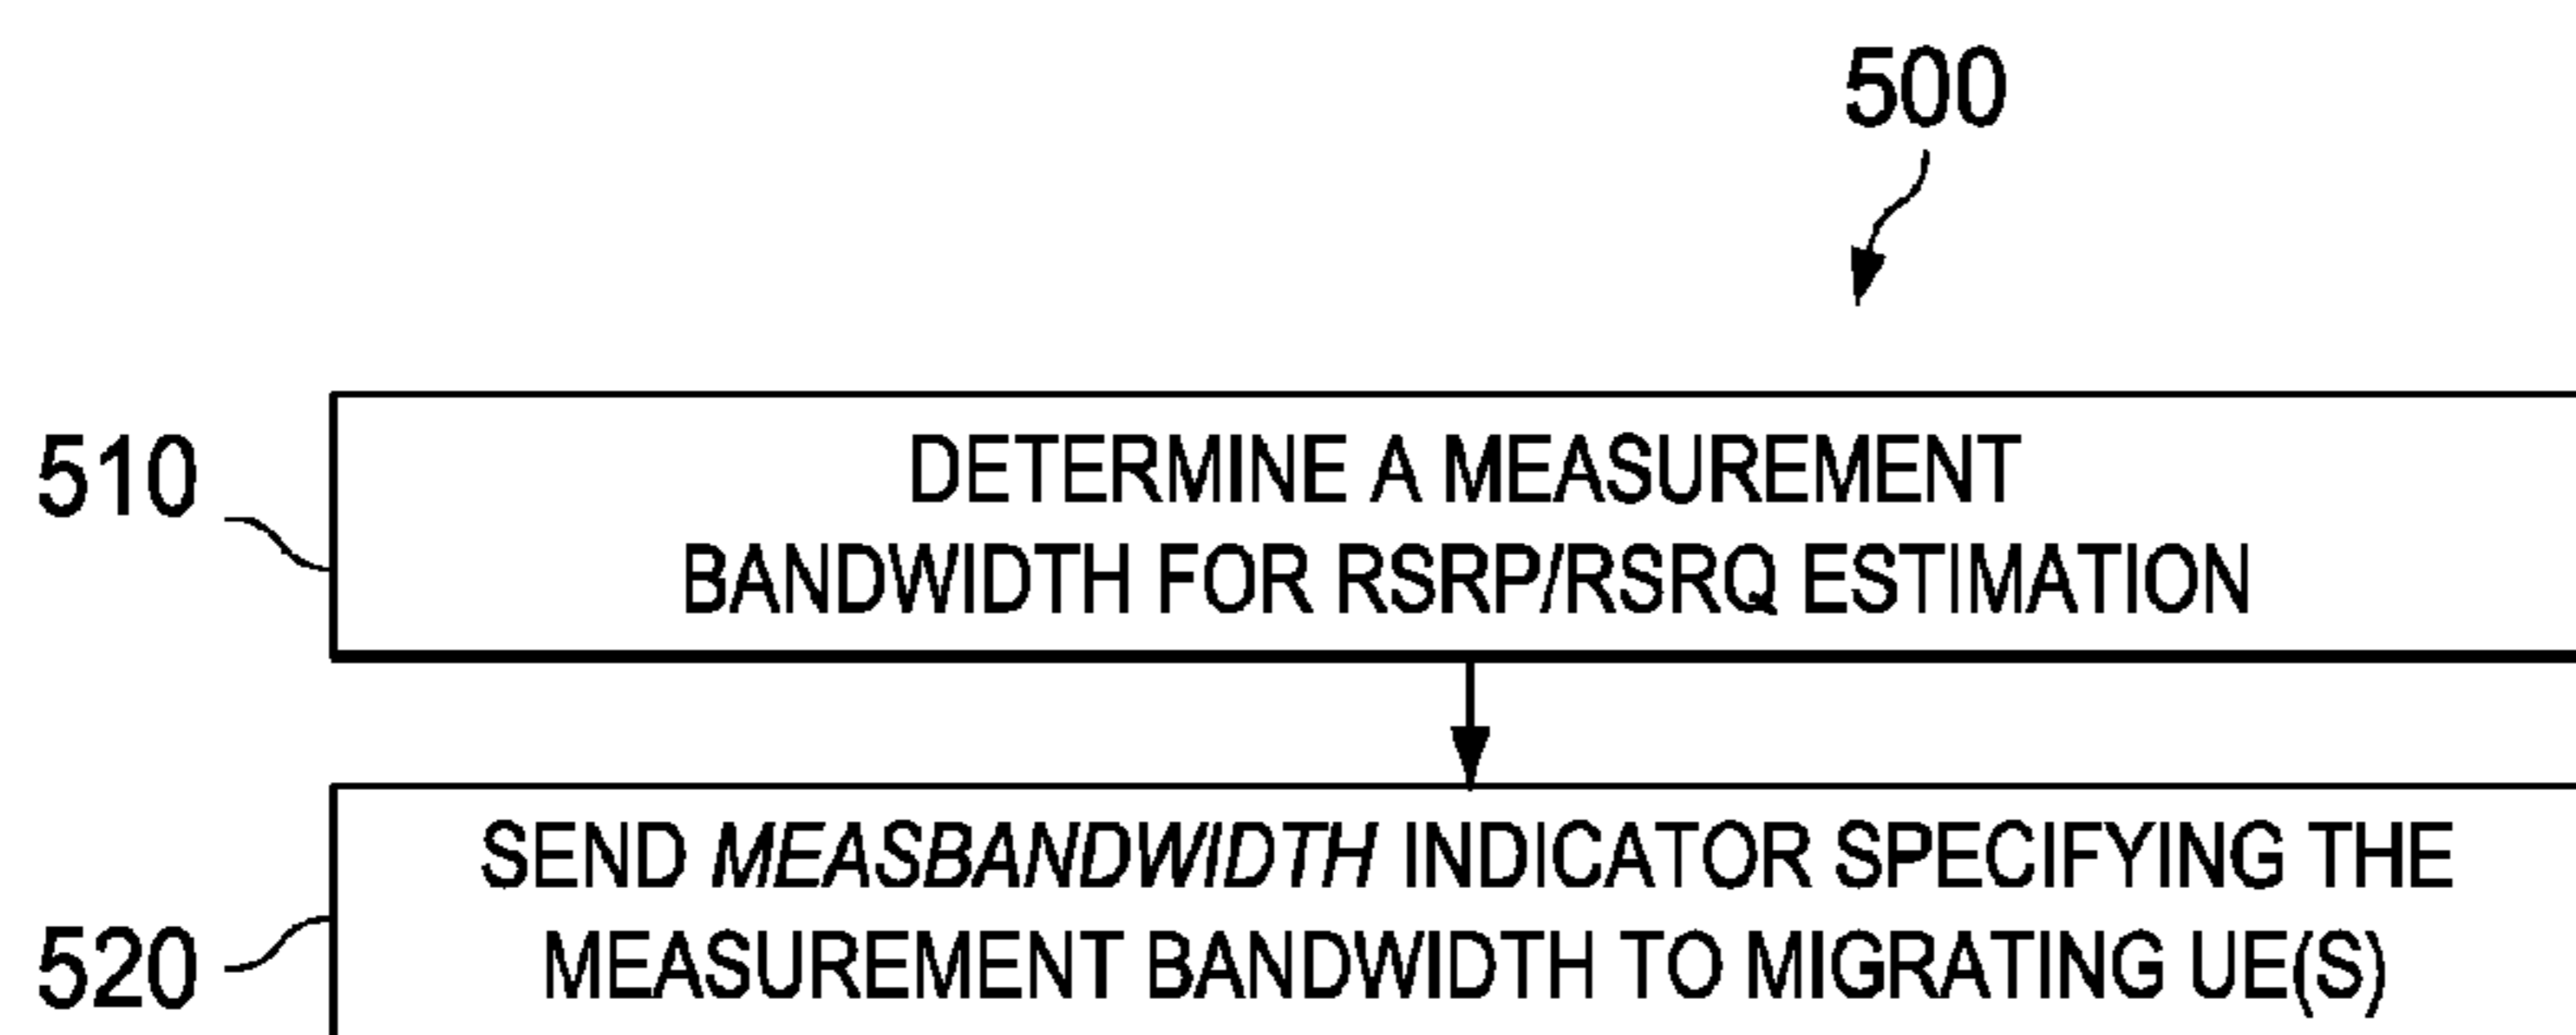 500
510
DETERMINE A MEASUREMENT
BANDWIDTH FOR RSRP/RSRQ ESTIMATION
520
SEND MEASBANDWIDTH INDICATOR SPECIFYING THE
MEASUREMENT BANDWIDTH TO MIGRATING UE(S)